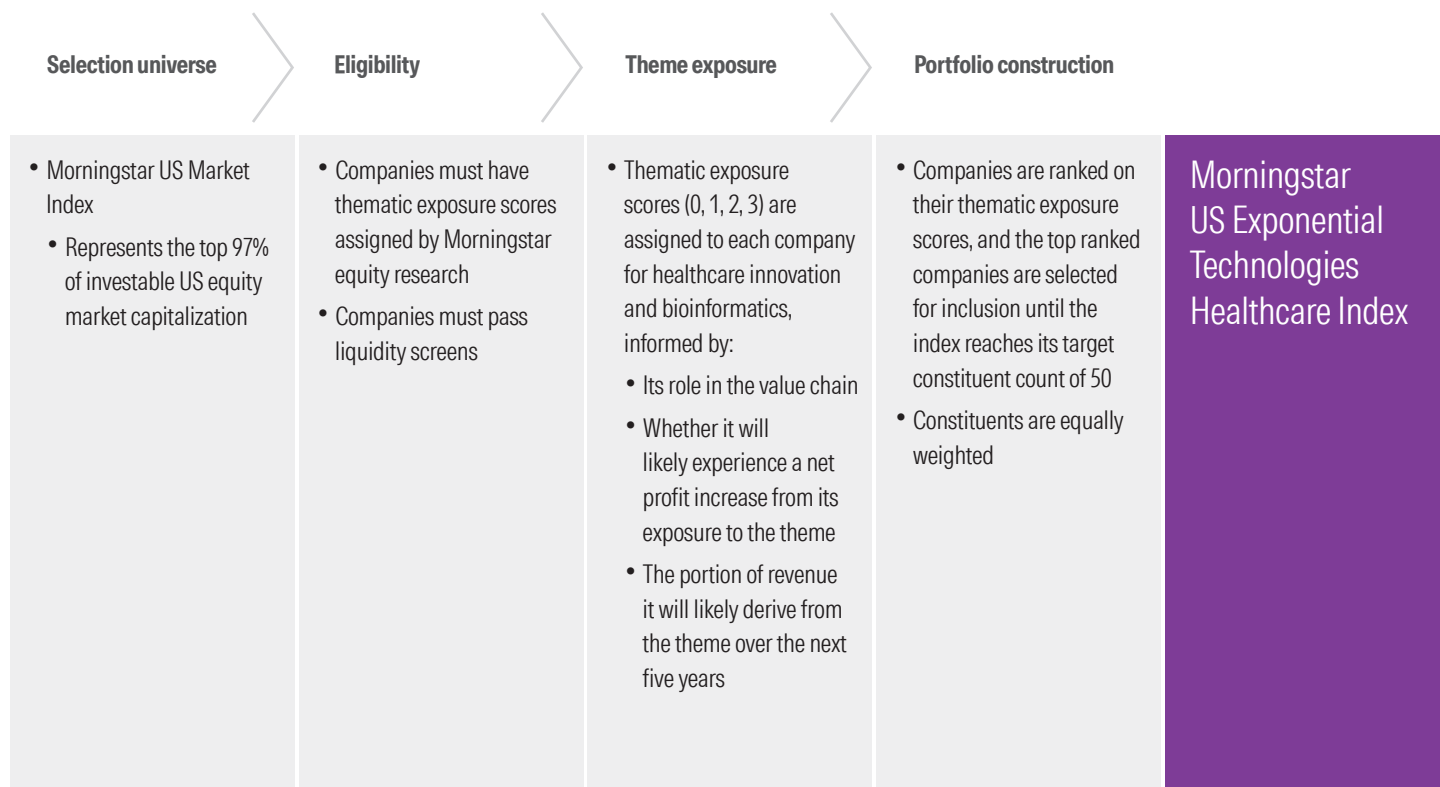 Selection universe
Eligibility
Theme exposure
Portfolio construction
• Morningstar US Market
Index
• Represents the top 97%
of investable US equity
market capitalization
• Companies must have
thematic exposure scores
assigned by Morningstar
equity research
• Companies must pass
liquidity screens
• Thematic exposure
scores (0, 1, 2, 3) are
assigned to each company
for healthcare innovation
and bioinformatics,
informed by:
• Its role in the value chain
• Whether it will
likely experience a net
profit increase from its
exposure to the theme
• The portion of revenue
it will likely derive from
the theme over the next
five years
• Companies are ranked on
their thematic exposure
scores, and the top ranked
companies are selected
for inclusion until the
index reaches its target
constituent count of 50
• Constituents are equally
weighted
Morningstar
US Exponential
Technologies
Healthcare Index